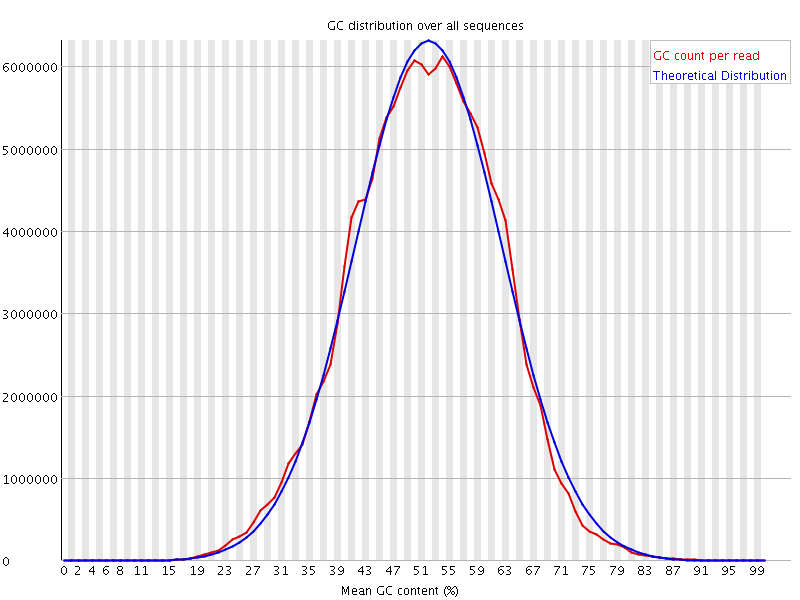 GC distribution over all sequences
GC count per read
Theoretical Distribution
6000000
5000000
4000000
3000000
2000000
1000000
0
0 2 4 6 8 11 15 19 23 27 31 35 39 43 47 51 55 59 63 67 71 75 79 83 87 91 95 99
Mean GC content (%)